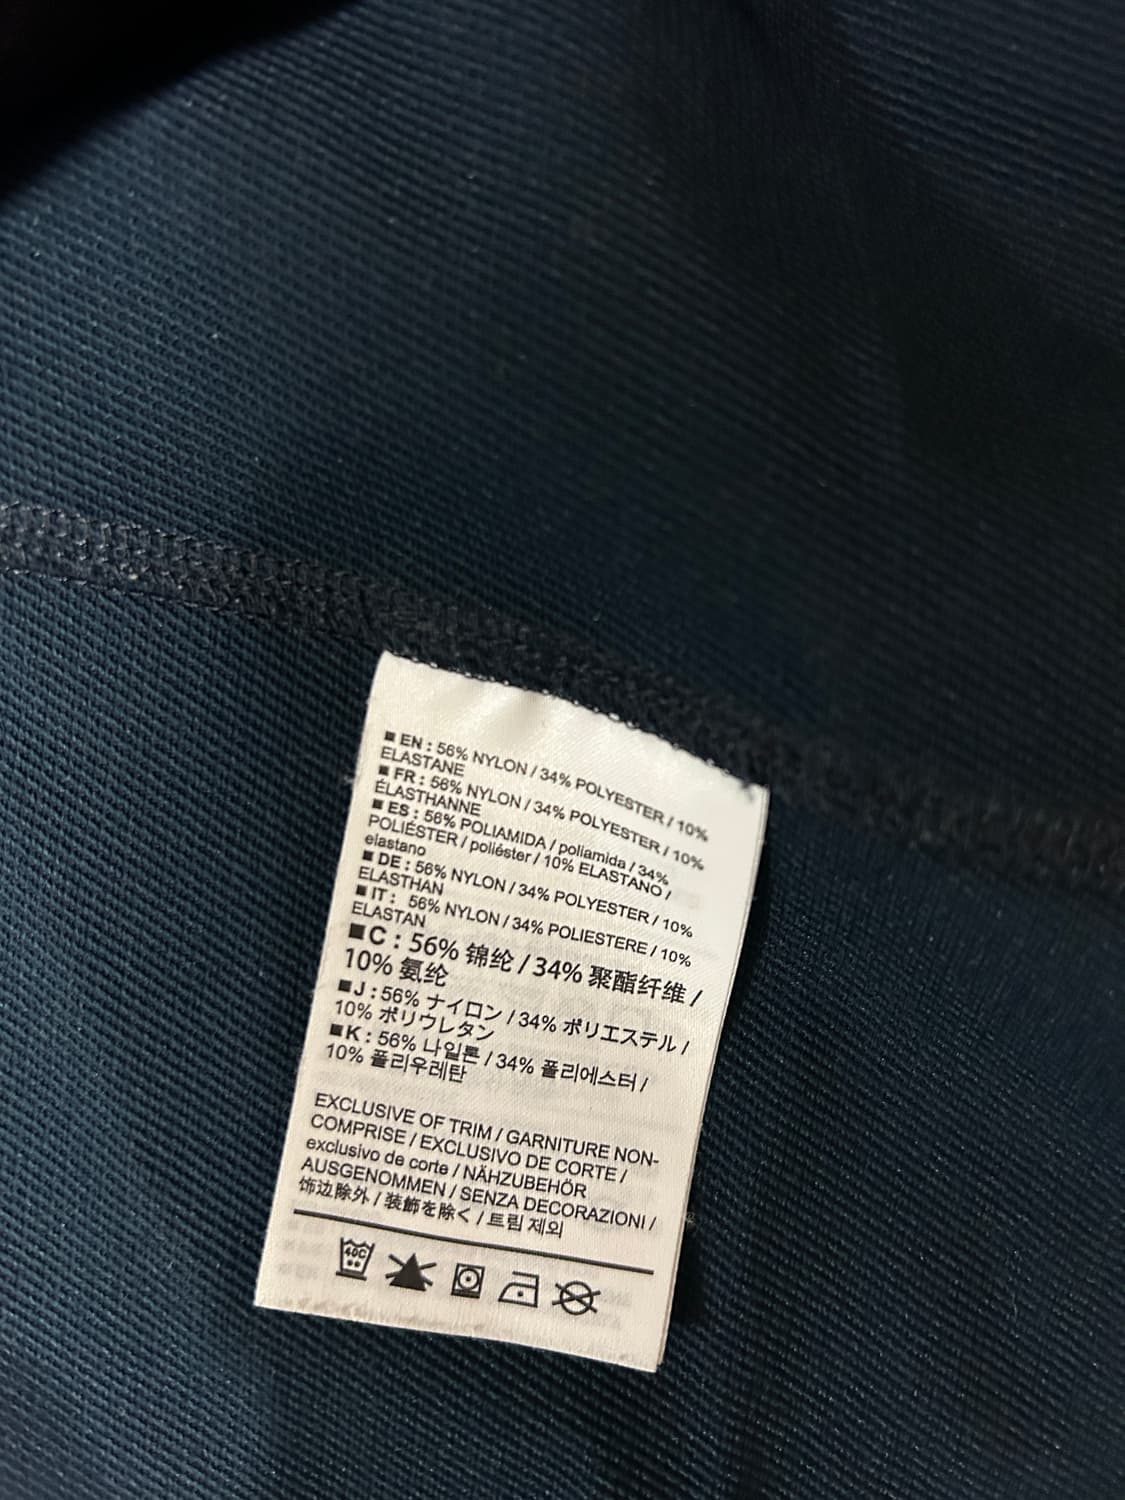 ■ EN : 56% NYLON / 34% POLYESTER / 10%
ELASTANE
■ FR : 56% NYLON / 34% POLYESTER / 10%
ÉLASTHANNE
■ ES : 56% POLIAMIDA / poliamida / 34%
POLIÉSTER / poliéster / 10% ELASTANO /
elastano
■ DE : 56% NYLON / 34% POLYESTER / 10%
ELASTHAN
■ IT : 56% NYLON / 34% POLIESTERE / 10%
ELASTAN
■ C : 56% 锦纶 / 34% 聚酯纤维 /
10% 氨纶
■ J : 56% ナイロン / 34% ポリエステル /
10% ポリウレタン
■ K : 56% 나일론 / 34% 폴리에스터 /
10% 폴리우레탄
EXCLUSIVE OF TRIM / GARNITURE NON-
COMPRISE / EXCLUSIVO DE CORTE /
exclusivo de corte / NÄHZUBEHÖR
AUSGENOMMEN / SENZA DECORAZIONI /
饰边除外 / 装飾を除く / 트림 제외
40C